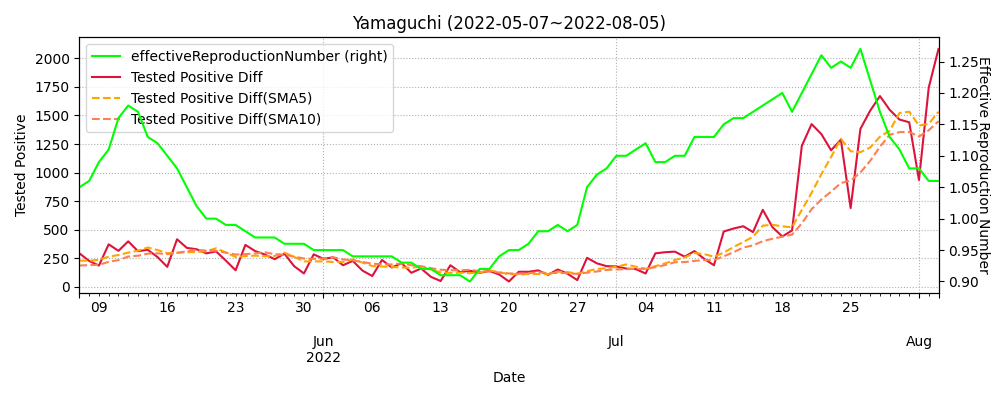 Yamaguchi (2022-05-07~2022-08-05)
effectiveReproductionNumber (right)
Tested Positive Diff
Tested Positive Diff(SMA5)
Tested Positive Diff(SMA10)
Tested Positive
2000
1750
1500
1250
1000
750
500
250
0
1.25
1.20
1.15
1.10
1.05
1.00
0.95
0.90
Effective Reproduction Number
09 16 23 30 06 13 20 27 04 11 18 25
Jun Jul Aug
2022
Date